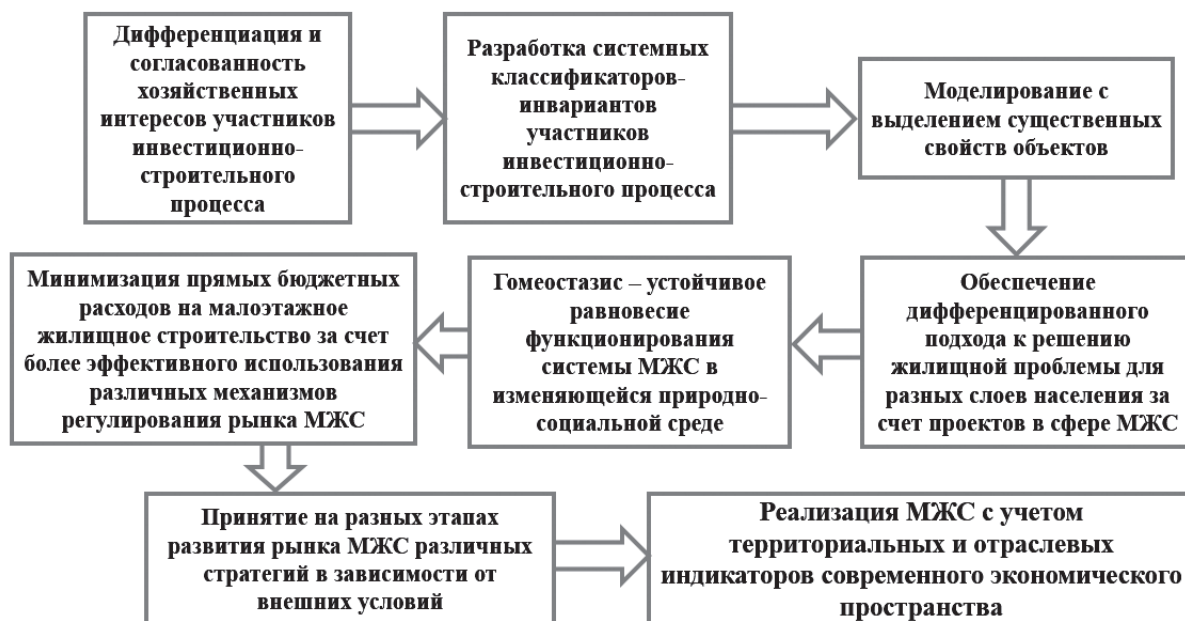 Дифференциация и
согласованность
хозяйственных
интересов участников
инвестиционно-
строительного
процесса
Разработка системных
классификаторов-
инвариантов
участников
инвестиционно-
строительного процесса
Моделирование с
выделением существенных
свойств объектов
Обеспечение
дифференцированного
подхода к решению
жилищной проблемы для
разных слоев населения за
счет проектов в сфере МЖС
Гомеостазис – устойчивое
равновесие
функционирования
системы МЖС в
изменяющейся природно-
социальной среде
Минимизация прямых бюджетных
расходов на малоэтажное
жилищное строительство за счет
более эффективного использования
различных механизмов
регулирования рынка МЖС
Принятие на разных этапах
развития рынка МЖС различных
стратегий в зависимости от
внешних условий
Реализация МЖС с учетом
территориальных и отраслевых
индикаторов современного экономического
пространства